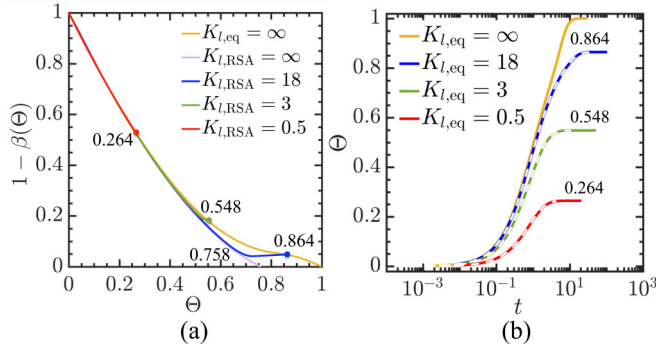 1
0.8
0.6
0.4
0.2
0
0
0.2
0.4
0.6
0.8
1
1 − β(Θ)
Θ
K_{l,eq} = ∞
K_{l,RSA} = ∞
K_{l,RSA} = 18
K_{l,RSA} = 3
K_{l,RSA} = 0.5
0.264
0.548
0.758
0.864
(a)
1
0.8
0.6
0.4
0.2
0
10^{-3}
10^{-1}
10^{1}
10^{3}
Θ
t
K_{l,eq} = ∞
K_{l,eq} = 18
K_{l,eq} = 3
K_{l,eq} = 0.5
0.864
0.548
0.264
(b)